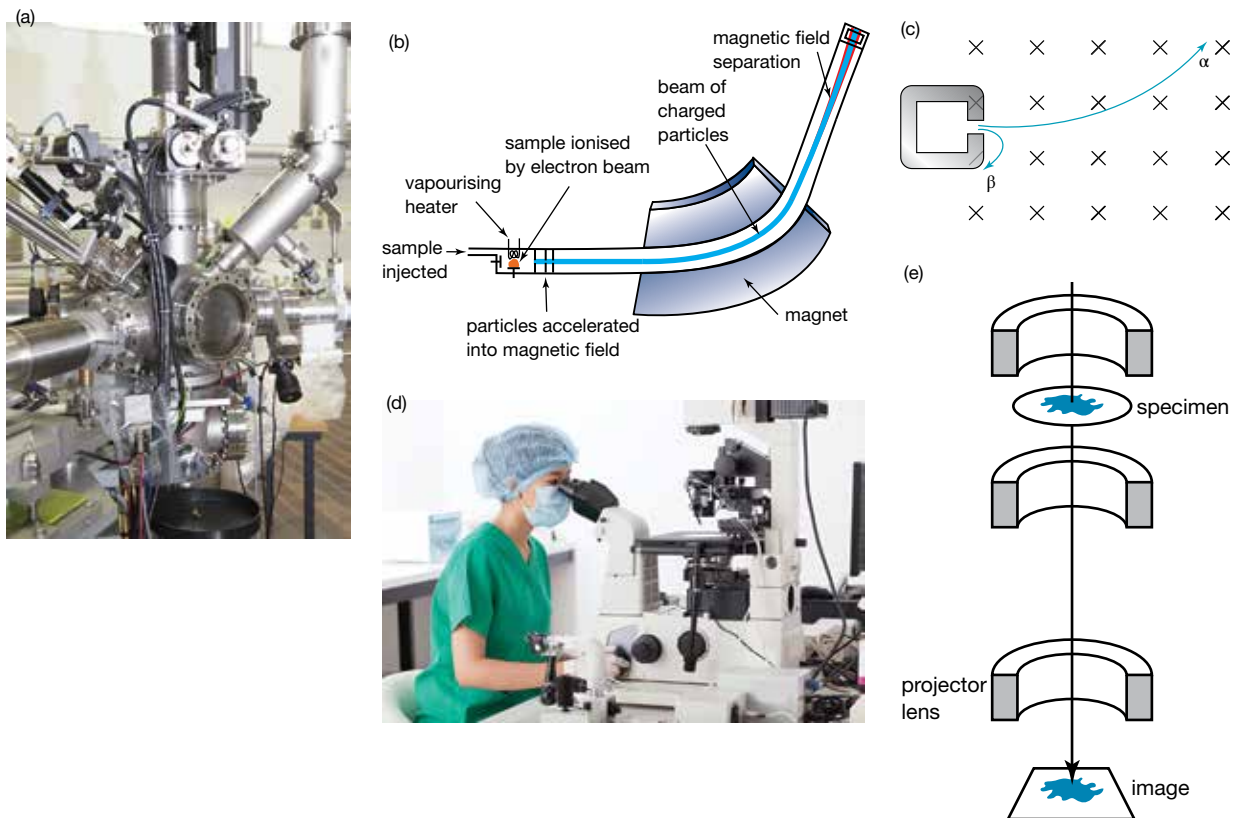 (a)
(b)
magnetic field
separation
beam of
charged
particles
sample ionised
by electron beam
vapourising
heater
sample
injected
particles accelerated
into magnetic field
magnet
(c)
α
β
(d)
(e)
specimen
projector
lens
image